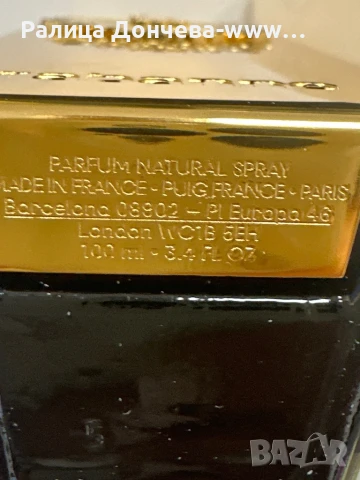 Ралица Дончева-Тонева
PARFUM NATURAL SPRAY
MADE IN FRANCE • PUIG FRANCE • PARIS
Barcelona 08902 – Pl Europa 46
London WC1B 5EH
100 ml • 3.4 FL OZ
BAZAR